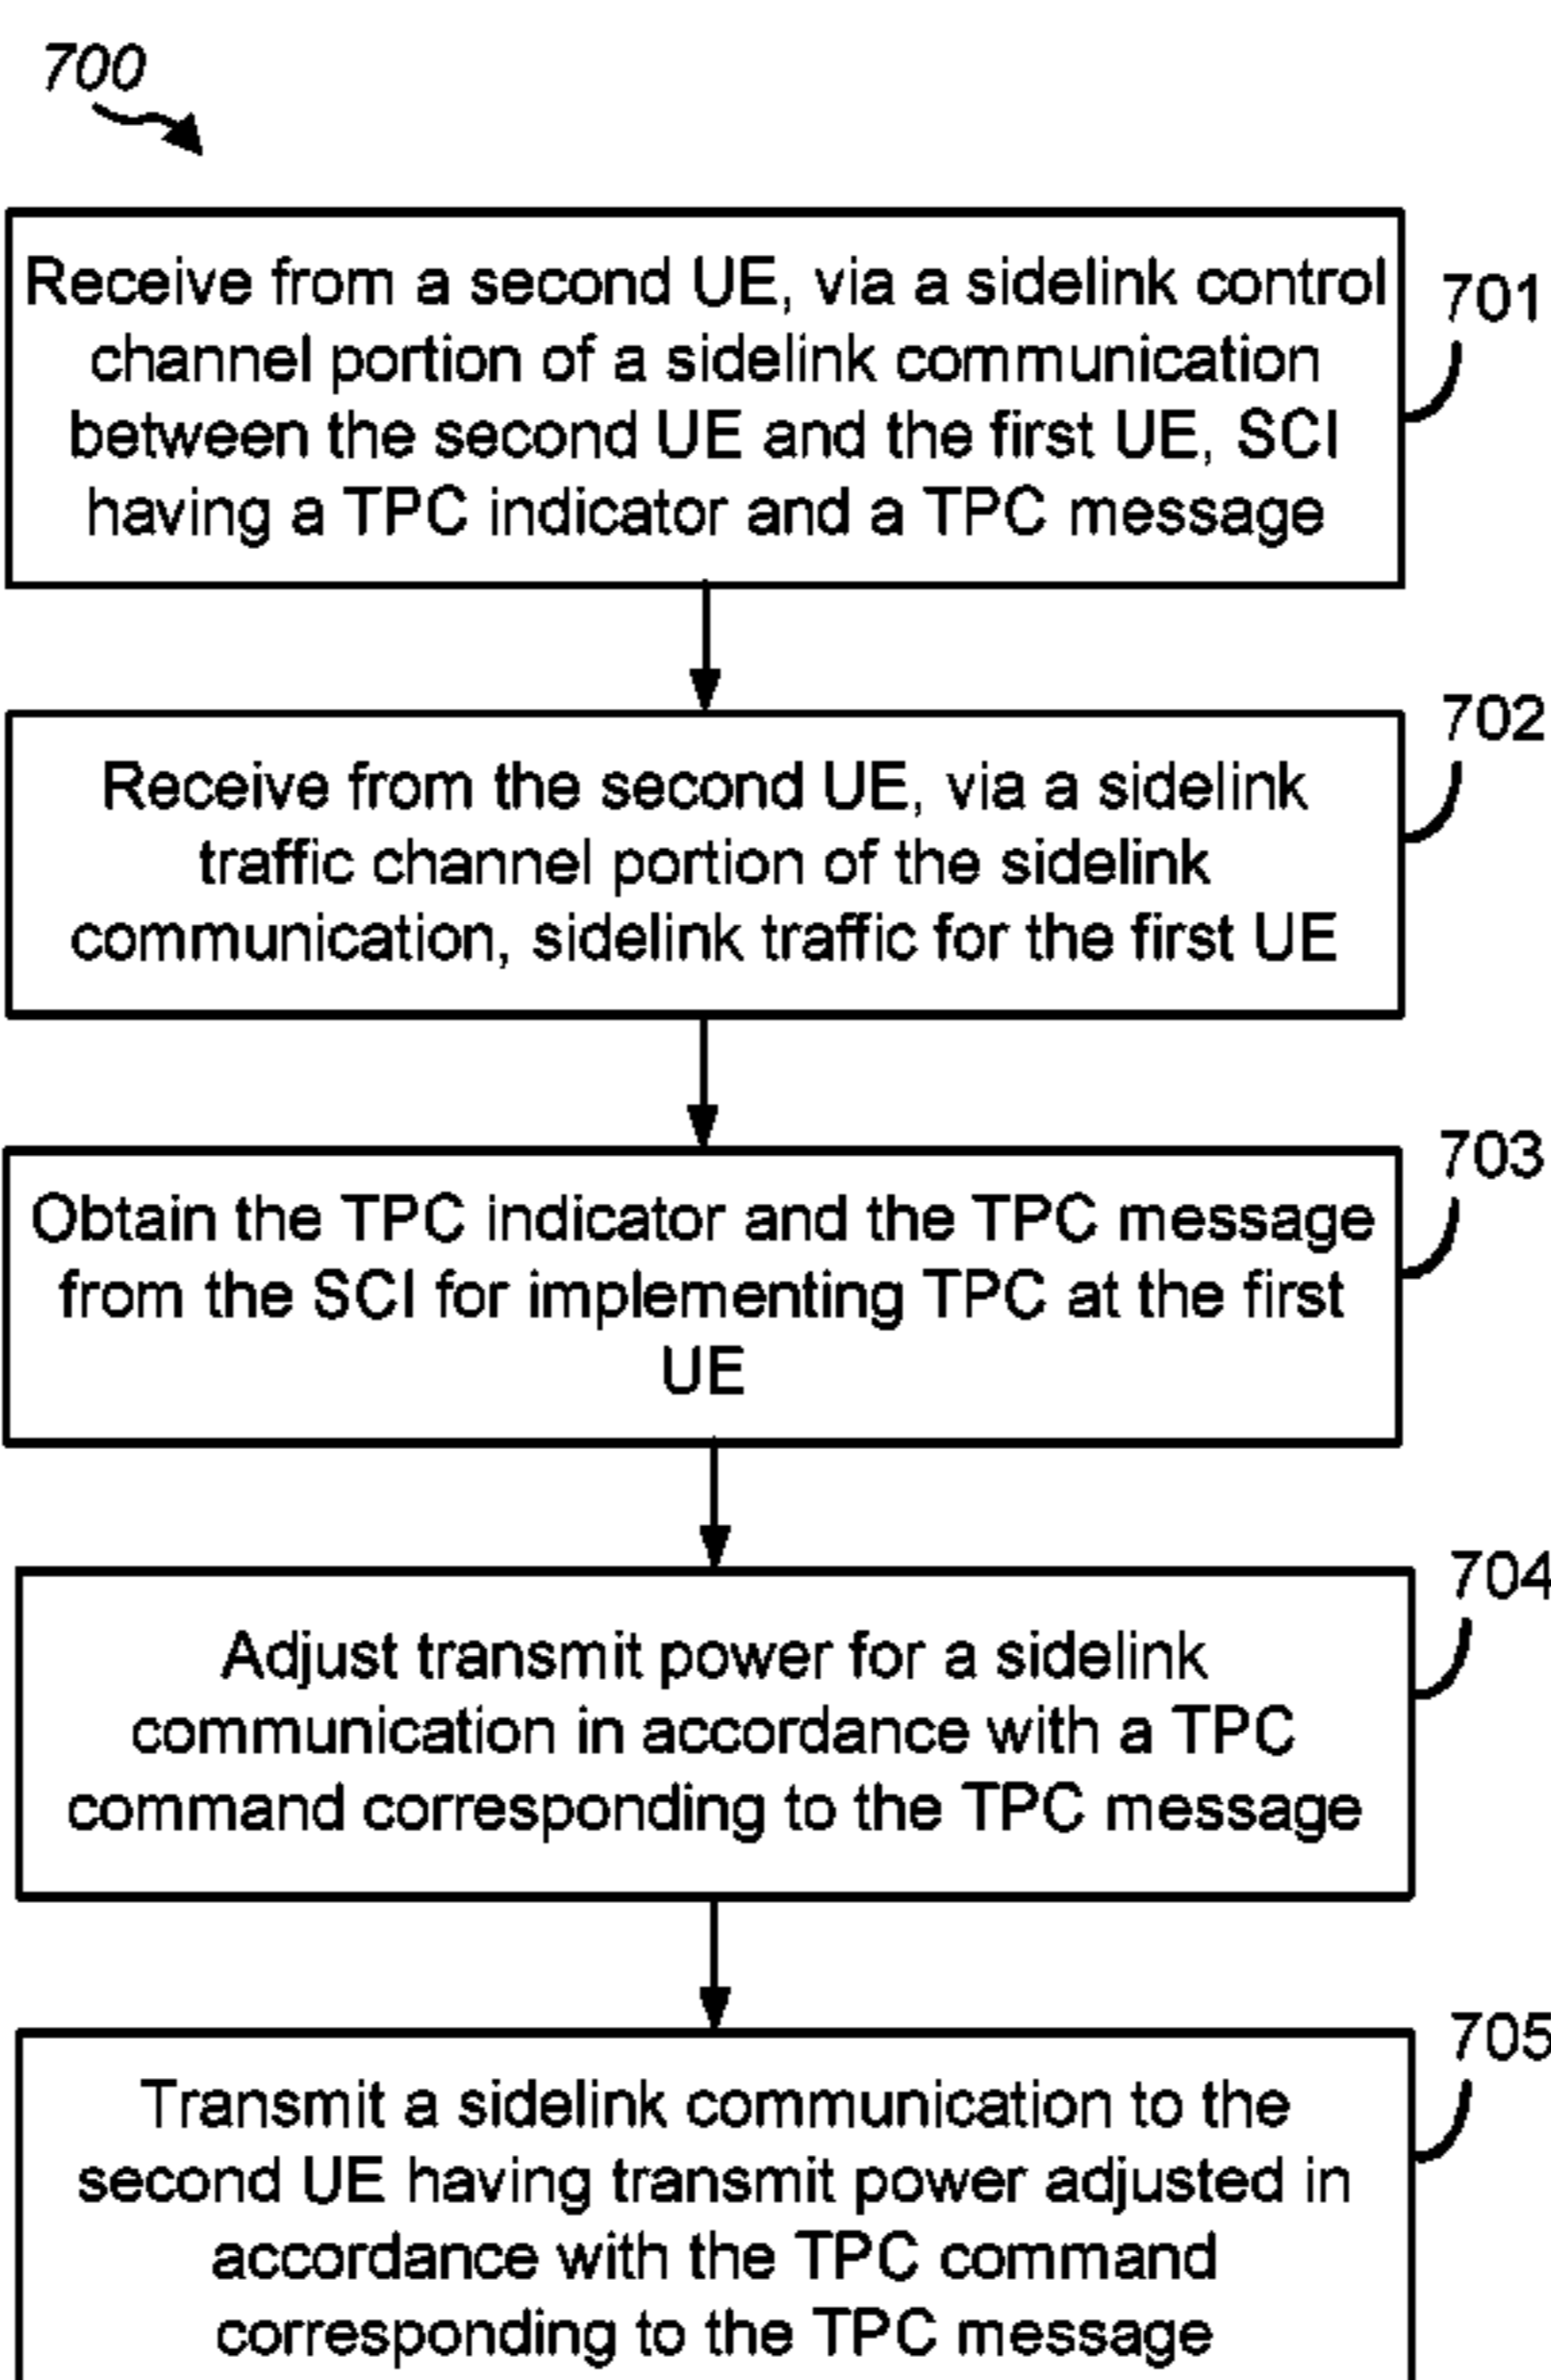 700
Receive from a second UE, via a sidelink control
channel portion of a sidelink communication
between the second UE and the first UE, SCI
having a TPC indicator and a TPC message
701
Receive from the second UE, via a sidelink
traffic channel portion of the sidelink
communication, sidelink traffic for the first UE
702
Obtain the TPC indicator and the TPC message
from the SCI for implementing TPC at the first
UE
703
Adjust transmit power for a sidelink
communication in accordance with a TPC
command corresponding to the TPC message
704
Transmit a sidelink communication to the
second UE having transmit power adjusted in
accordance with the TPC command
corresponding to the TPC message
705